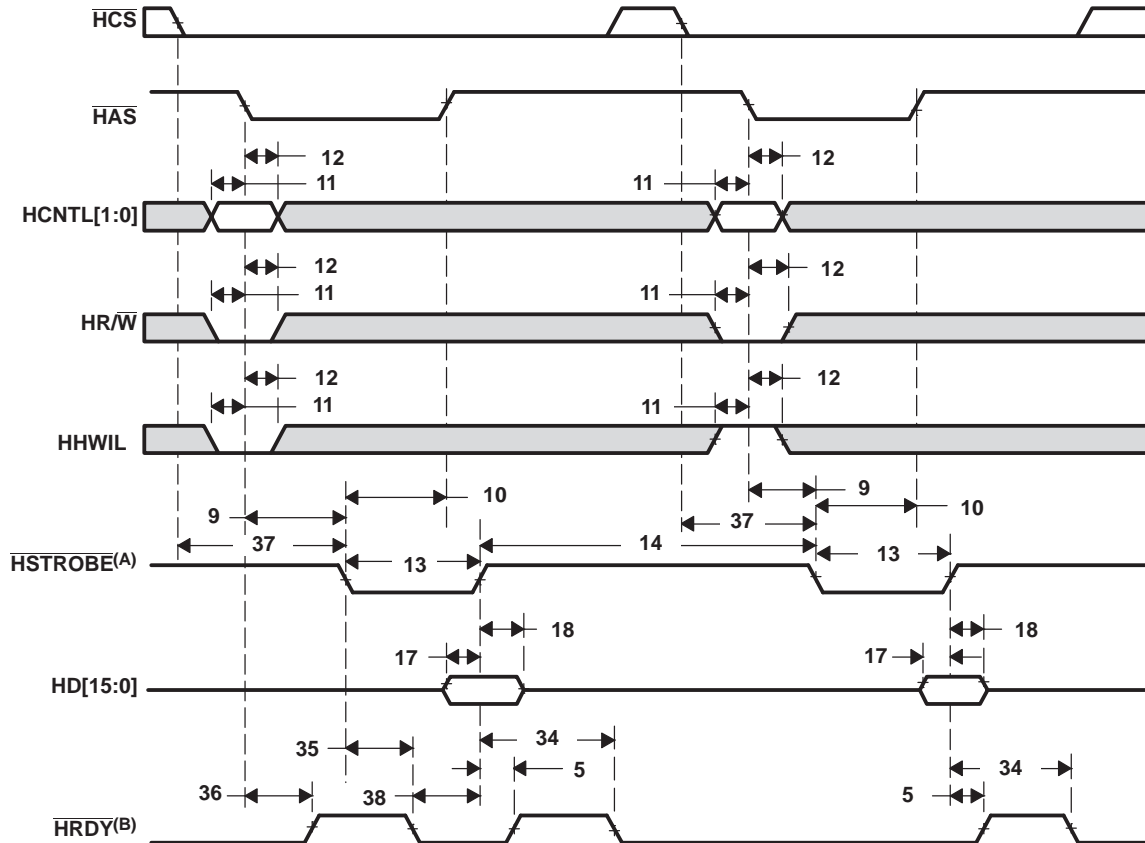 HCS
HAS
12 12
11 11
HCNTL[1:0]
12 12
11 11
HR/W
12 12
11 11
HHWIL
10 9
9 37 10
37 14
HSTROBE(A) 13 13
18 18
17 17
HD[15:0]
35 34 34
5
36 38 5
HRDY(B)